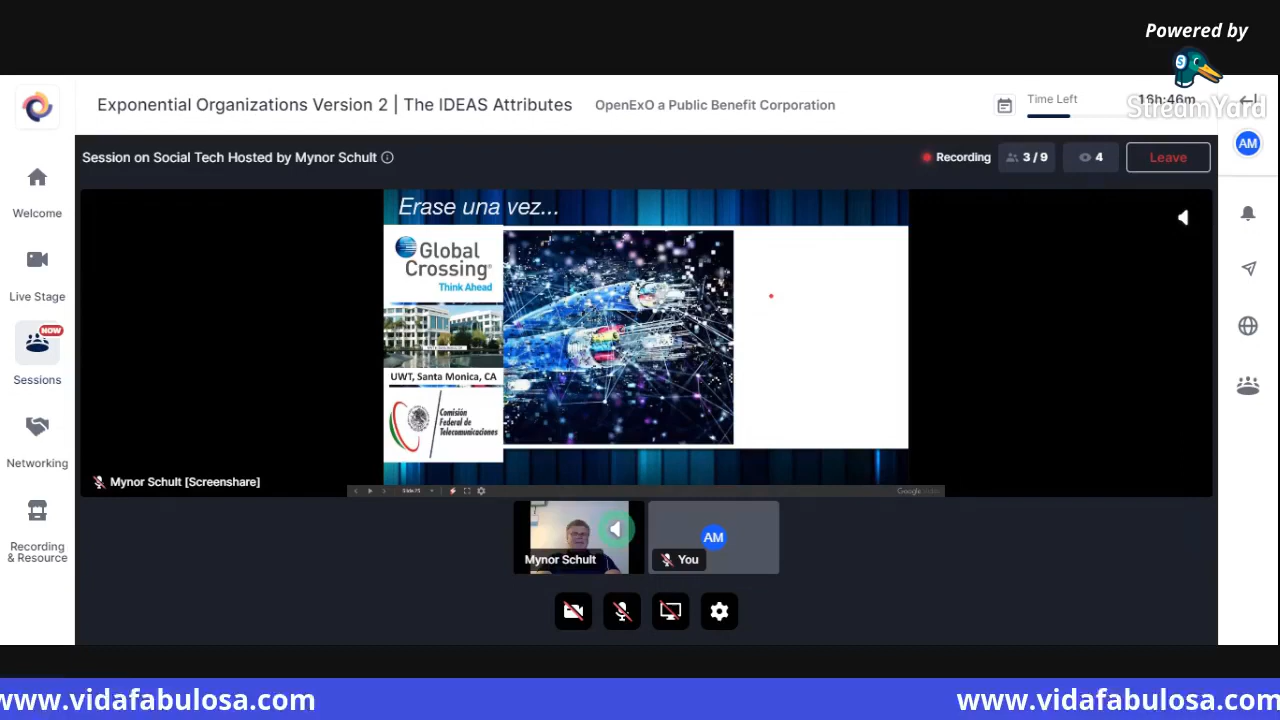 Powered by
StreamYard
Exponential Organizations Version 2 | The IDEAS Attributes
OpenExO a Public Benefit Corporation
Time Left
16h:46m
AM
Session on Social Tech Hosted by Mynor Schult
Recording
3 / 9
4
Leave
Welcome
Live Stage
NOW
Sessions
Networking
Recording
& Resource
Erase una vez...
Global
Crossing
Think Ahead
UWT, Santa Monica, CA
Comisión
Federal de
Telecomunicaciones
Mynor Schult [Screenshare]
Mynor Schult
AM
You
www.vidafabulosa.com
www.vidafabulosa.com